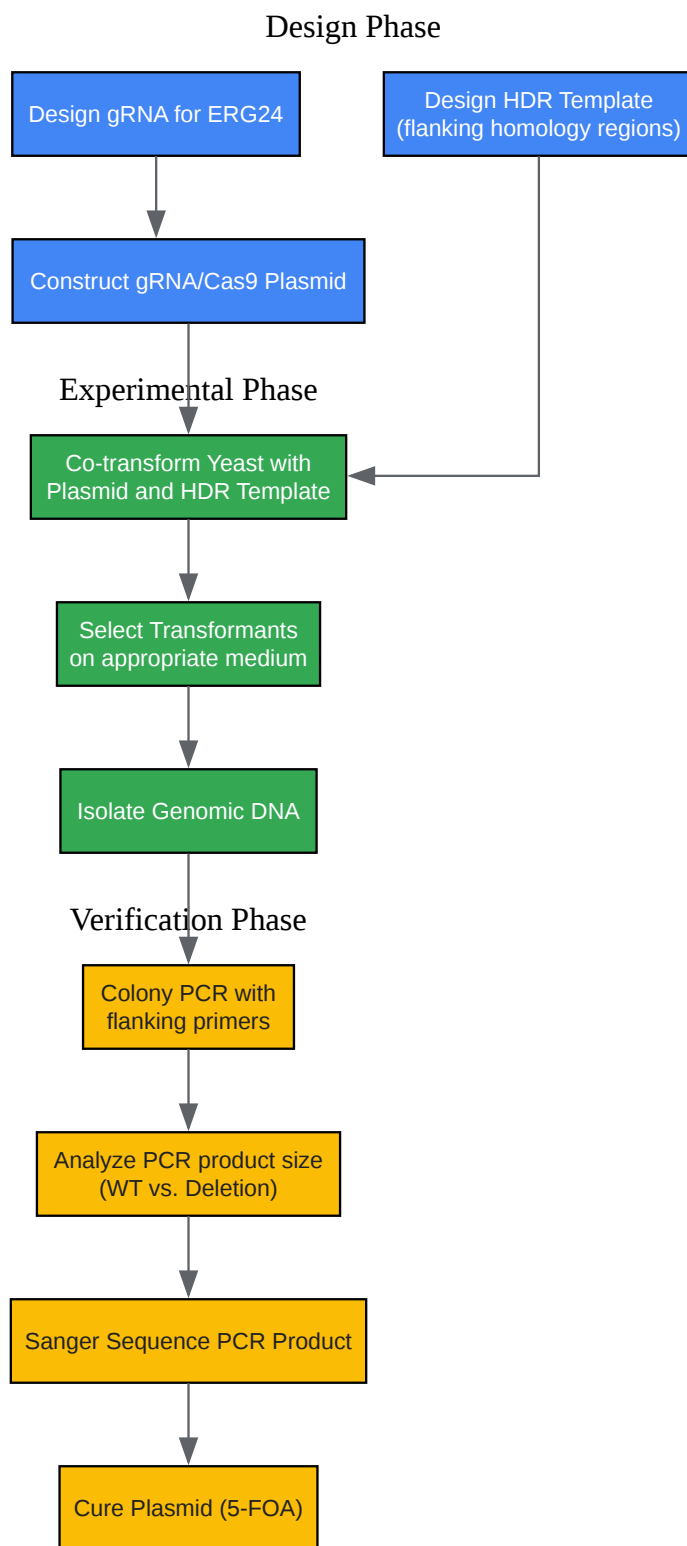 Design Phase
Design gRNA for ERG24
Design HDR Template
(flanking homology regions)
Construct gRNA/Cas9 Plasmid
Experimental Phase
Co-transform Yeast with
Plasmid and HDR Template
Select Transformants
on appropriate medium
Isolate Genomic DNA
Verification Phase
Colony PCR with
flanking primers
Analyze PCR product size
(WT vs. Deletion)
Sanger Sequence PCR Product
Cure Plasmid (5-FOA)